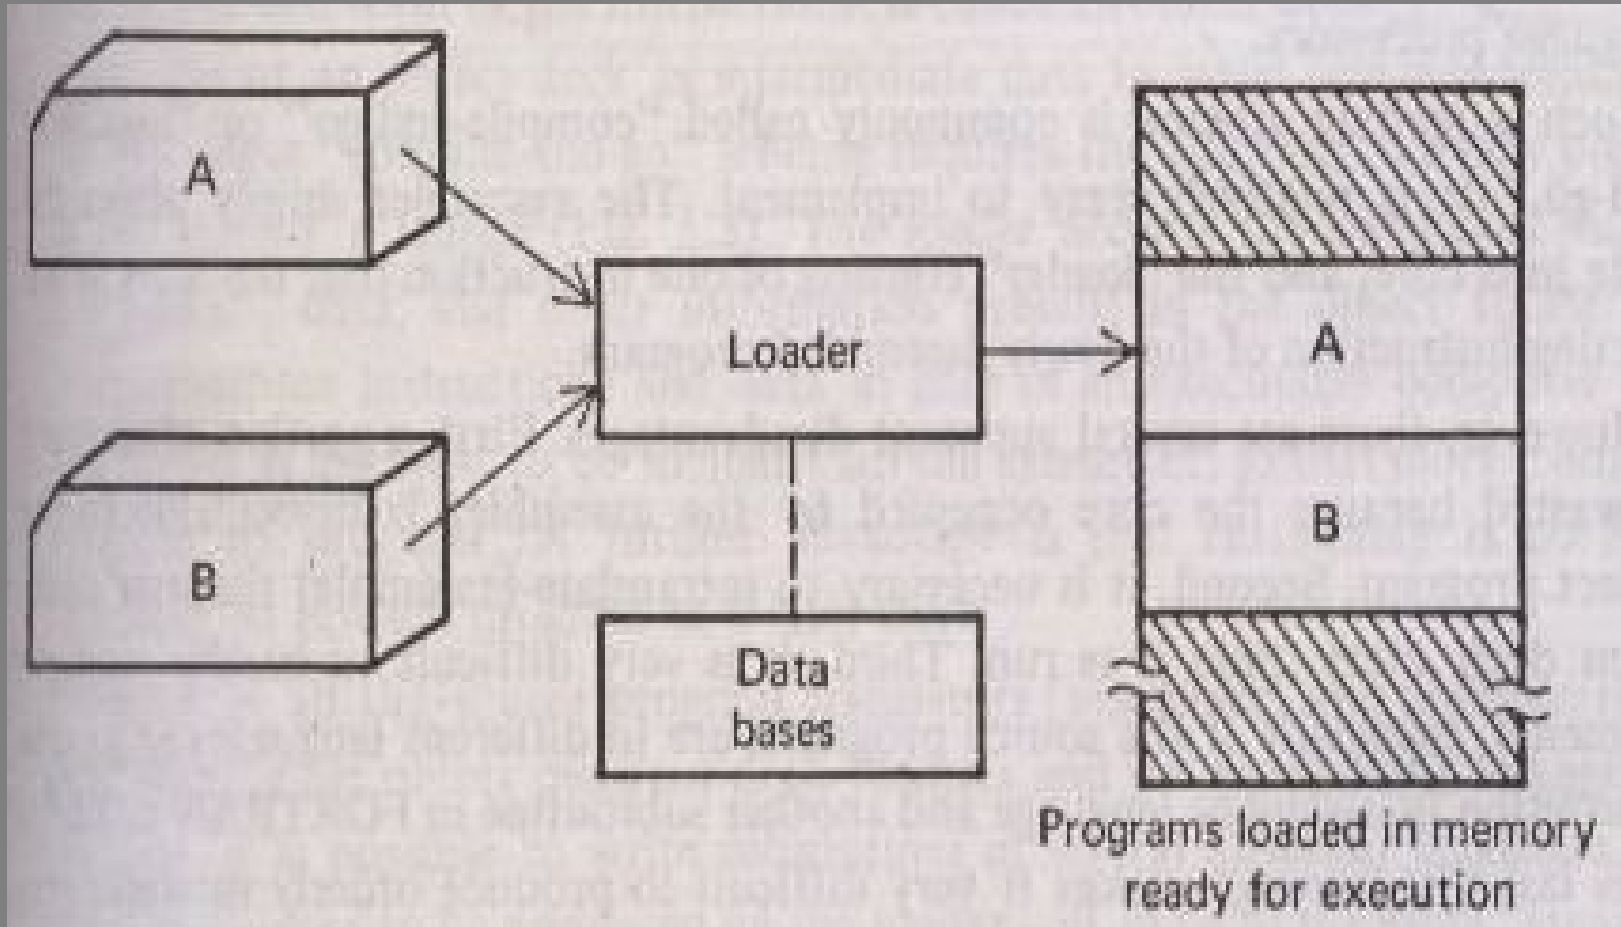 A
Loader
A
B
B
Data
bases
Programs loaded in memory
ready for execution